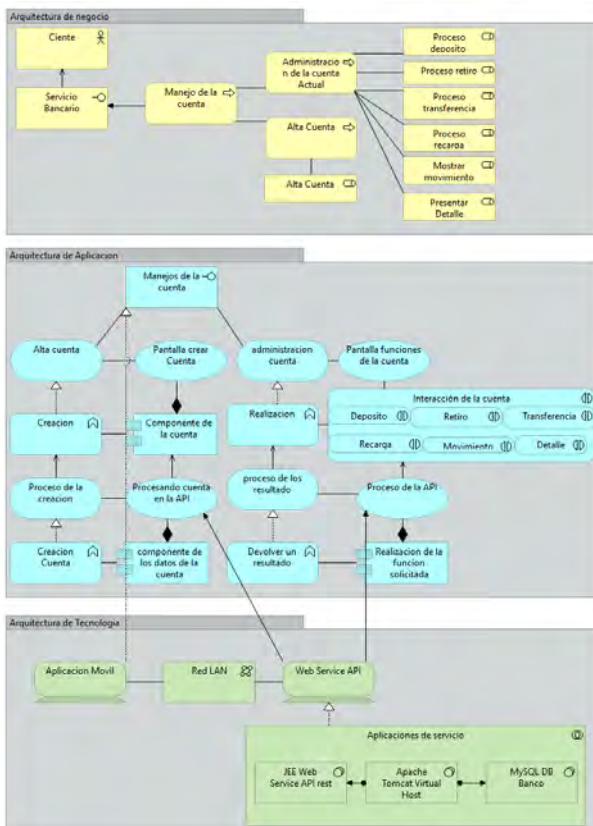 Arquitectura de negocio
Ciente
Servicio
Bancario
Manejo de la
cuenta
Administracio
n de la cuenta
Actual
Alta Cuenta
Alta Cuenta
Proceso
deposito
Proceso retiro
Proceso
transferencia
Proceso
recarga
Mostrar
movimiento
Presentar
Detalle
Arquitectura de Aplicacion
Manejos de la
cuenta
Alta cuenta
Pantalla crear
Cuenta
administracion
cuenta
Pantalla funciones
de la cuenta
Creacion
Componente de
la cuenta
Realizacion
Interacción de la cuenta
Deposito
Retiro
Transferencia
Recarga
Movimiento
Detalle
Proceso de la
creacion
Procesando cuenta
en la API
proceso de los
resultado
Proceso de la API
Creacion
Cuenta
componente de
los datos de la
cuenta
Devolver un
resultado
Realizacion de la
funcion
solicitada
Arquitectura de Tecnologia
Aplicacion Movil
Red LAN
Web Service API
Aplicaciones de servicio
JEE Web
Service API rest
Apache
Tomcat Virtual
Host
MySQL DB
Banco